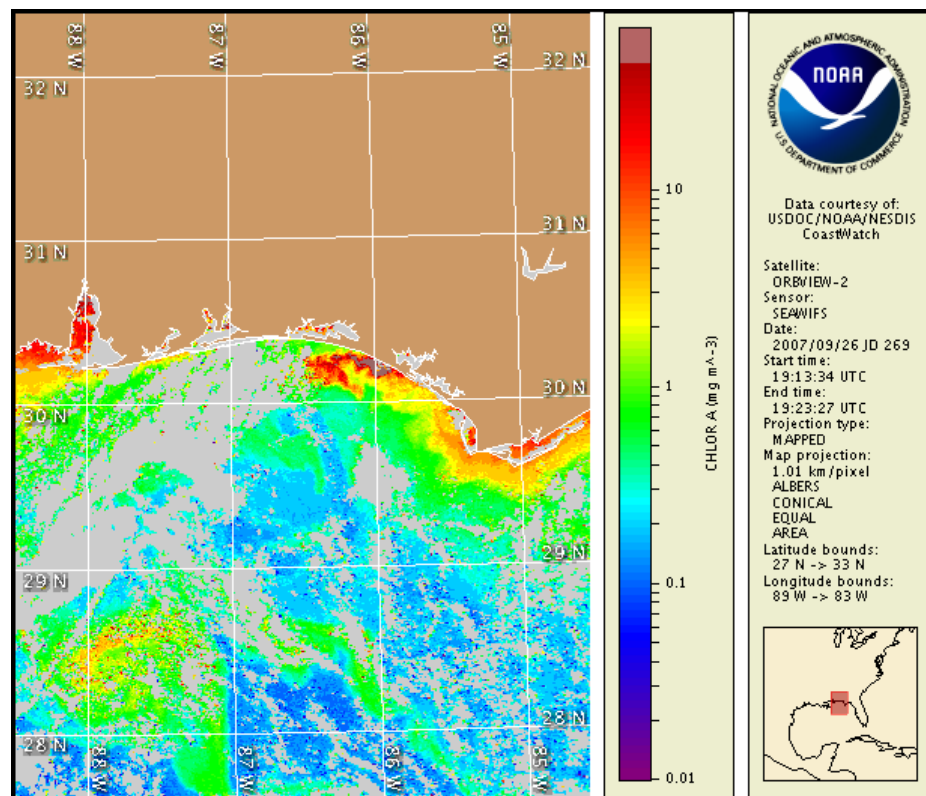 88 W
87 W
86 W
85 W
32 N
32 N
31 N
31 N
30 N
30 N
29 N
29 N
28 N
28 N
88 W
87 W
86 W
85 W
10
1
0.1
0.01
CHLOR A (mg m^-3)
NATIONAL OCEANIC AND ATMOSPHERIC ADMINISTRATION
NOAA
U.S. DEPARTMENT OF COMMERCE
Data courtesy of:
USDOC/NOAA/NESDIS
CoastWatch
Satellite:
ORBVIEW-2
Sensor:
SEAWIFS
Date:
2007/09/26 JD 269
Start time:
19:13:34 UTC
End time:
19:23:27 UTC
Projection type:
MAPPED
Map projection:
1.01 km/pixel
ALBERS
CONICAL
EQUAL
AREA
Latitude bounds:
27 N -> 33 N
Longitude bounds:
89 W -> 83 W